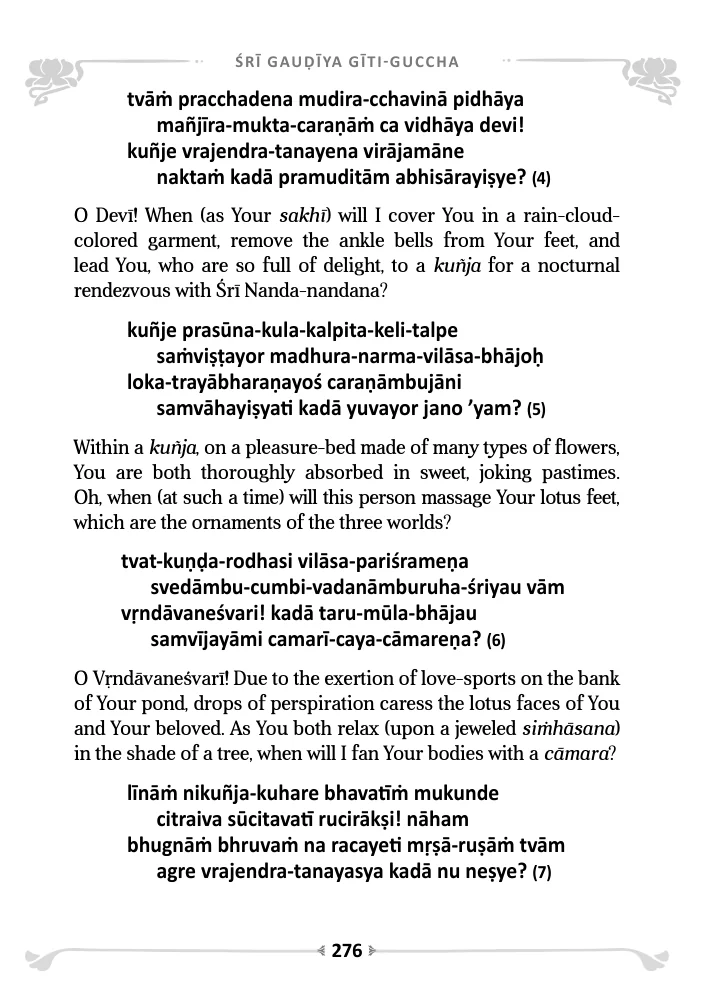 ŚRĪ GAUḌĪYA GĪTI-GUCCHA
tvāṁ pracchadena mudira-cchavinā pidhāya
mañjīra-mukta-caraṇāṁ ca vidhāya devi!
kuñje vrajendra-tanayena virājamāne
naktaṁ kadā pramuditām abhisārayiṣye? (4)
O Devī! When (as Your sakhī) will I cover You in a rain-cloud-
colored garment, remove the ankle bells from Your feet, and
lead You, who are so full of delight, to a kuñja for a nocturnal
rendezvous with Śrī Nanda-nandana?
kuñje prasūna-kula-kalpita-keli-talpe
saṁviṣṭayor madhura-narma-vilāsa-bhājoḥ
loka-trayābharaṇayoś caraṇāmbujāni
samvāhayiṣyati kadā yuvayor jano ’yam? (5)
Within a kuñja, on a pleasure-bed made of many types of flowers,
You are both thoroughly absorbed in sweet, joking pastimes.
Oh, when (at such a time) will this person massage Your lotus feet,
which are the ornaments of the three worlds?
tvat-kuṇḍa-rodhasi vilāsa-pariśrameṇa
svedāmbu-cumbi-vadanāmburuha-śriyau vām
vṛndāvaneśvari! kadā taru-mūla-bhājau
samvījayāmi camarī-caya-cāmareṇa? (6)
O Vṛndāvaneśvarī! Due to the exertion of love-sports on the bank
of Your pond, drops of perspiration caress the lotus faces of You
and Your beloved. As You both relax (upon a jeweled siṁhāsana)
in the shade of a tree, when will I fan Your bodies with a cāmara?
līnāṁ nikuñja-kuhare bhavatīṁ mukunde
citraiva sūcitavatī rucirākṣi! nāham
bhugnāṁ bhruvaṁ na racayeti mṛṣā-ruṣāṁ tvām
agre vrajendra-tanayasya kadā nu neṣye? (7)
276